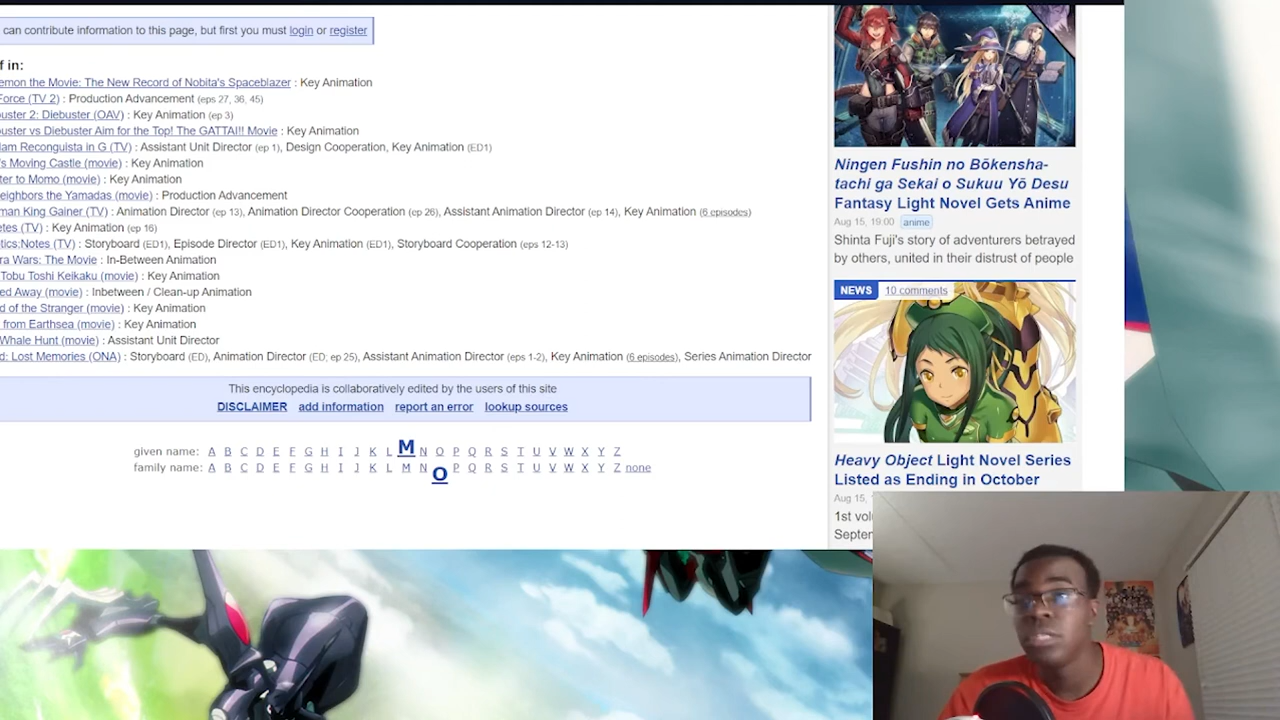 can contribute information to this page, but first you must login or register
f in:
emon the Movie: The New Record of Nobita's Spaceblazer : Key Animation
Force (TV 2) : Production Advancement (eps 27, 36, 45)
buster 2: Diebuster (OAV) : Key Animation (ep 3)
buster vs Diebuster Aim for the Top! The GATTAI!! Movie : Key Animation
lam Reconguista in G (TV) : Assistant Unit Director (ep 1), Design Cooperation, Key Animation (ED1)
's Moving Castle (movie) : Key Animation
ter to Momo (movie) : Key Animation
eighbors the Yamadas (movie) : Production Advancement
man King Gainer (TV) : Animation Director (ep 13), Animation Director Cooperation (ep 26), Assistant Animation Director (ep 14), Key Animation (6 episodes)
etes (TV) : Key Animation (ep 16)
otics;Notes (TV) : Storyboard (ED1), Episode Director (ED1), Key Animation (ED1), Storyboard Cooperation (eps 12-13)
ra Wars: The Movie : In-Between Animation
Tobu Toshi Keikaku (movie) : Key Animation
ed Away (movie) : Inbetween / Clean-up Animation
d of the Stranger (movie) : Key Animation
from Earthsea (movie) : Key Animation
Whale Hunt (movie) : Assistant Unit Director
d: Lost Memories (ONA) : Storyboard (ED), Animation Director (ED; ep 25), Assistant Animation Director (eps 1-2), Key Animation (6 episodes), Series Animation Director
This encyclopedia is collaboratively edited by the users of this site
DISCLAIMER add information report an error lookup sources
given name: A B C D E F G H I J K L M N O P Q R S T U V W X Y Z
family name: A B C D E F G H I J K L M N O P Q R S T U V W X Y Z none
Ningen Fushin no Bōkensha-
tachi ga Sekai o Sukuu Yō Desu
Fantasy Light Novel Gets Anime
Aug 15, 19:00 anime
Shinta Fuji's story of adventurers betrayed
by others, united in their distrust of people
NEWS 10 comments
Heavy Object Light Novel Series
Listed as Ending in October
Aug 15,
1st vol
Septem